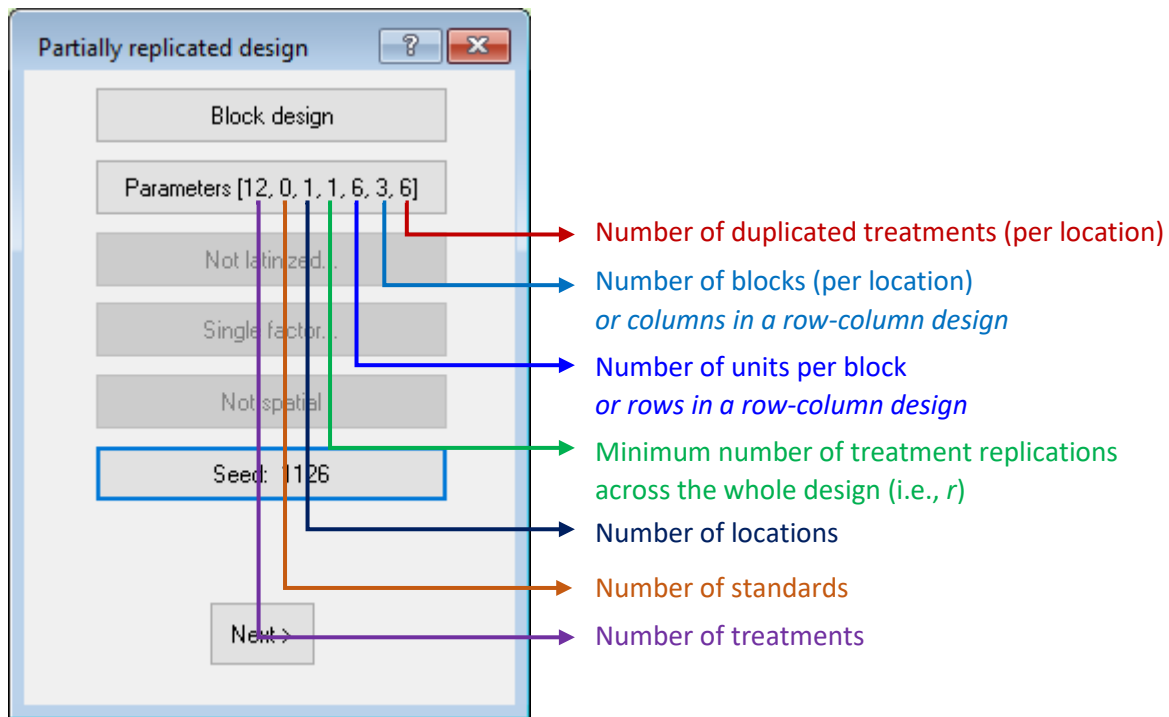 Partially replicated design
?
Block design
Parameters [12, 0, 1, 1, 6, 3, 6]
Number of duplicated treatments (per location)
Not latinized...
Number of blocks (per location)
or columns in a row-column design
Single factor...
Number of units per block
or rows in a row-column design
Not spatial
Minimum number of treatment replications
Seed: 1126
across the whole design (i.e., r)
Number of locations
Number of standards
Next >
Number of treatments